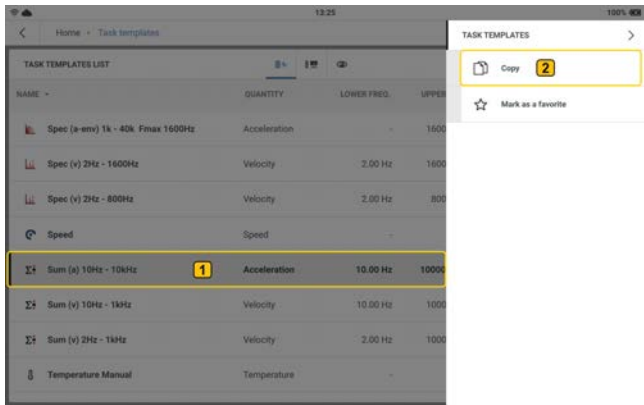 13:25
100%
Home Task templates
TASK TEMPLATES
TASK TEMPLATES LIST
Copy 2
NAME QUANTITY LOWER FREQ. UPPER
Mark as a favorite
Spec (a-env) 1k - 40k Fmax 1600Hz Acceleration - 1600
Spec (v) 2Hz - 1600Hz Velocity 2.00 Hz 1600
Spec (v) 2Hz - 800Hz Velocity 2.00 Hz 800
Speed Speed -
Sum (a) 10Hz - 10kHz 1 Acceleration 10.00 Hz 10000
Sum (v) 10Hz - 1kHz Velocity 10.00 Hz 1000
Sum (v) 2Hz - 1kHz Velocity 2.00 Hz 1000
Temperature Manual Temperature -